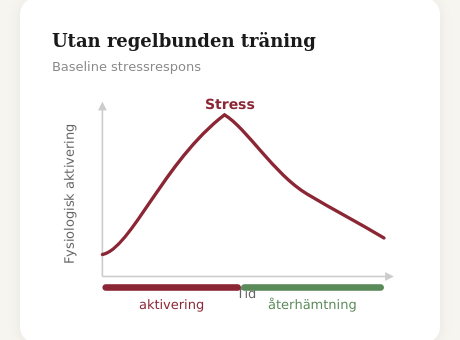 Utan regelbunden träning
Baseline stressrespons
Stress
Fysiologisk aktivering
Tid
aktivering
återhämtning